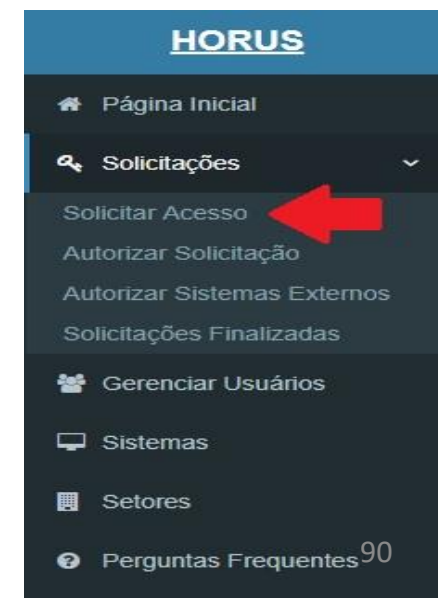 HORUS
Página Inicial
Solicitações
Solicitar Acesso
Autorizar Solicitação
Autorizar Sistemas Externos
Solicitações Finalizadas
Gerenciar Usuários
Sistemas
Setores
Perguntas Frequentes 90